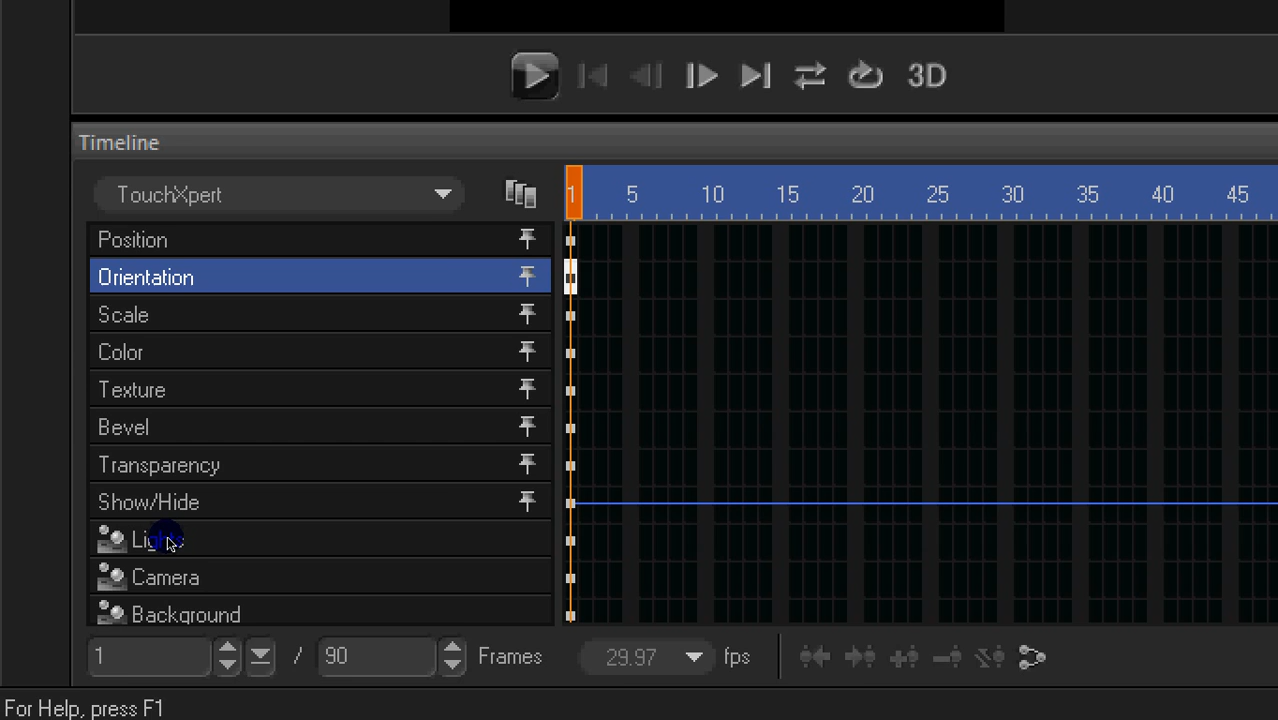 3D
Timeline
TouchXpert
1 5 10 15 20 25 30 35 40 45
Position
Orientation
Scale
Color
Texture
Bevel
Transparency
Show/Hide
Lights
Camera
Background
1 / 90 Frames 29.97 fps
For Help, press F1